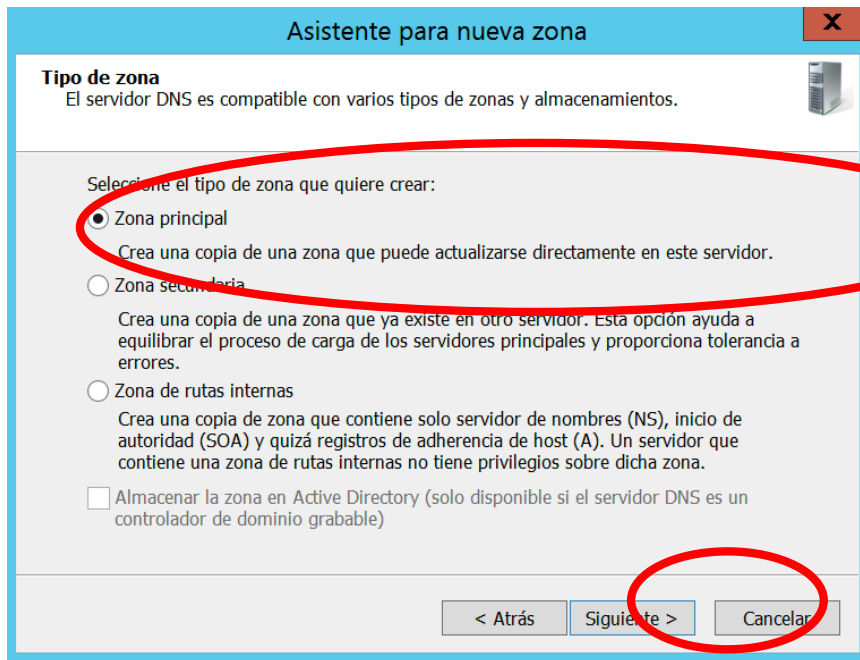 Asistente para nueva zona
X
Tipo de zona
El servidor DNS es compatible con varios tipos de zonas y almacenamientos.
Seleccione el tipo de zona que quiere crear:
Zona principal
Crea una copia de una zona que puede actualizarse directamente en este servidor.
Zona secundaria
Crea una copia de una zona que ya existe en otro servidor. Esta opción ayuda a
equilibrar el proceso de carga de los servidores principales y proporciona tolerancia a
errores.
Zona de rutas internas
Crea una copia de zona que contiene solo servidor de nombres (NS), inicio de
autoridad (SOA) y quizá registros de adherencia de host (A). Un servidor que
contiene una zona de rutas internas no tiene privilegios sobre dicha zona.
Almacenar la zona en Active Directory (solo disponible si el servidor DNS es un
controlador de dominio grabable)
< Atrás Siguiente > Cancelar